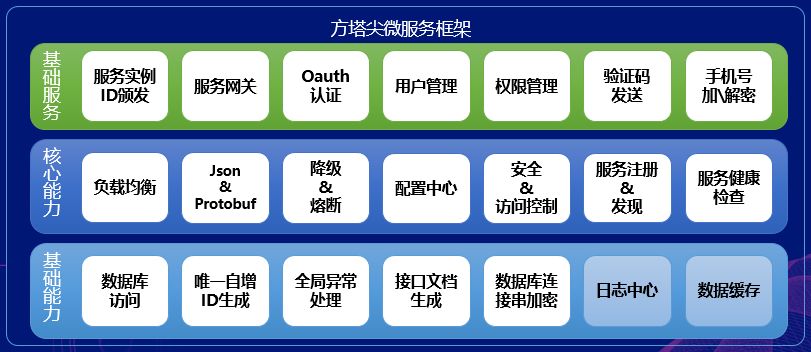 方塔尖微服务框架
基础服务
服务实例
ID颁发
服务网关
Oauth
认证
用户管理
权限管理
验证码
发送
手机号
加\解密
核心能力
负载均衡
Json
&
Protobuf
降级
&
熔断
配置中心
安全
&
访问控制
服务注册
&
发现
服务健康
检查
基础能力
数据库
访问
唯一自增
ID生成
全局异常
处理
接口文档
生成
数据库连
接串加密
日志中心
数据缓存